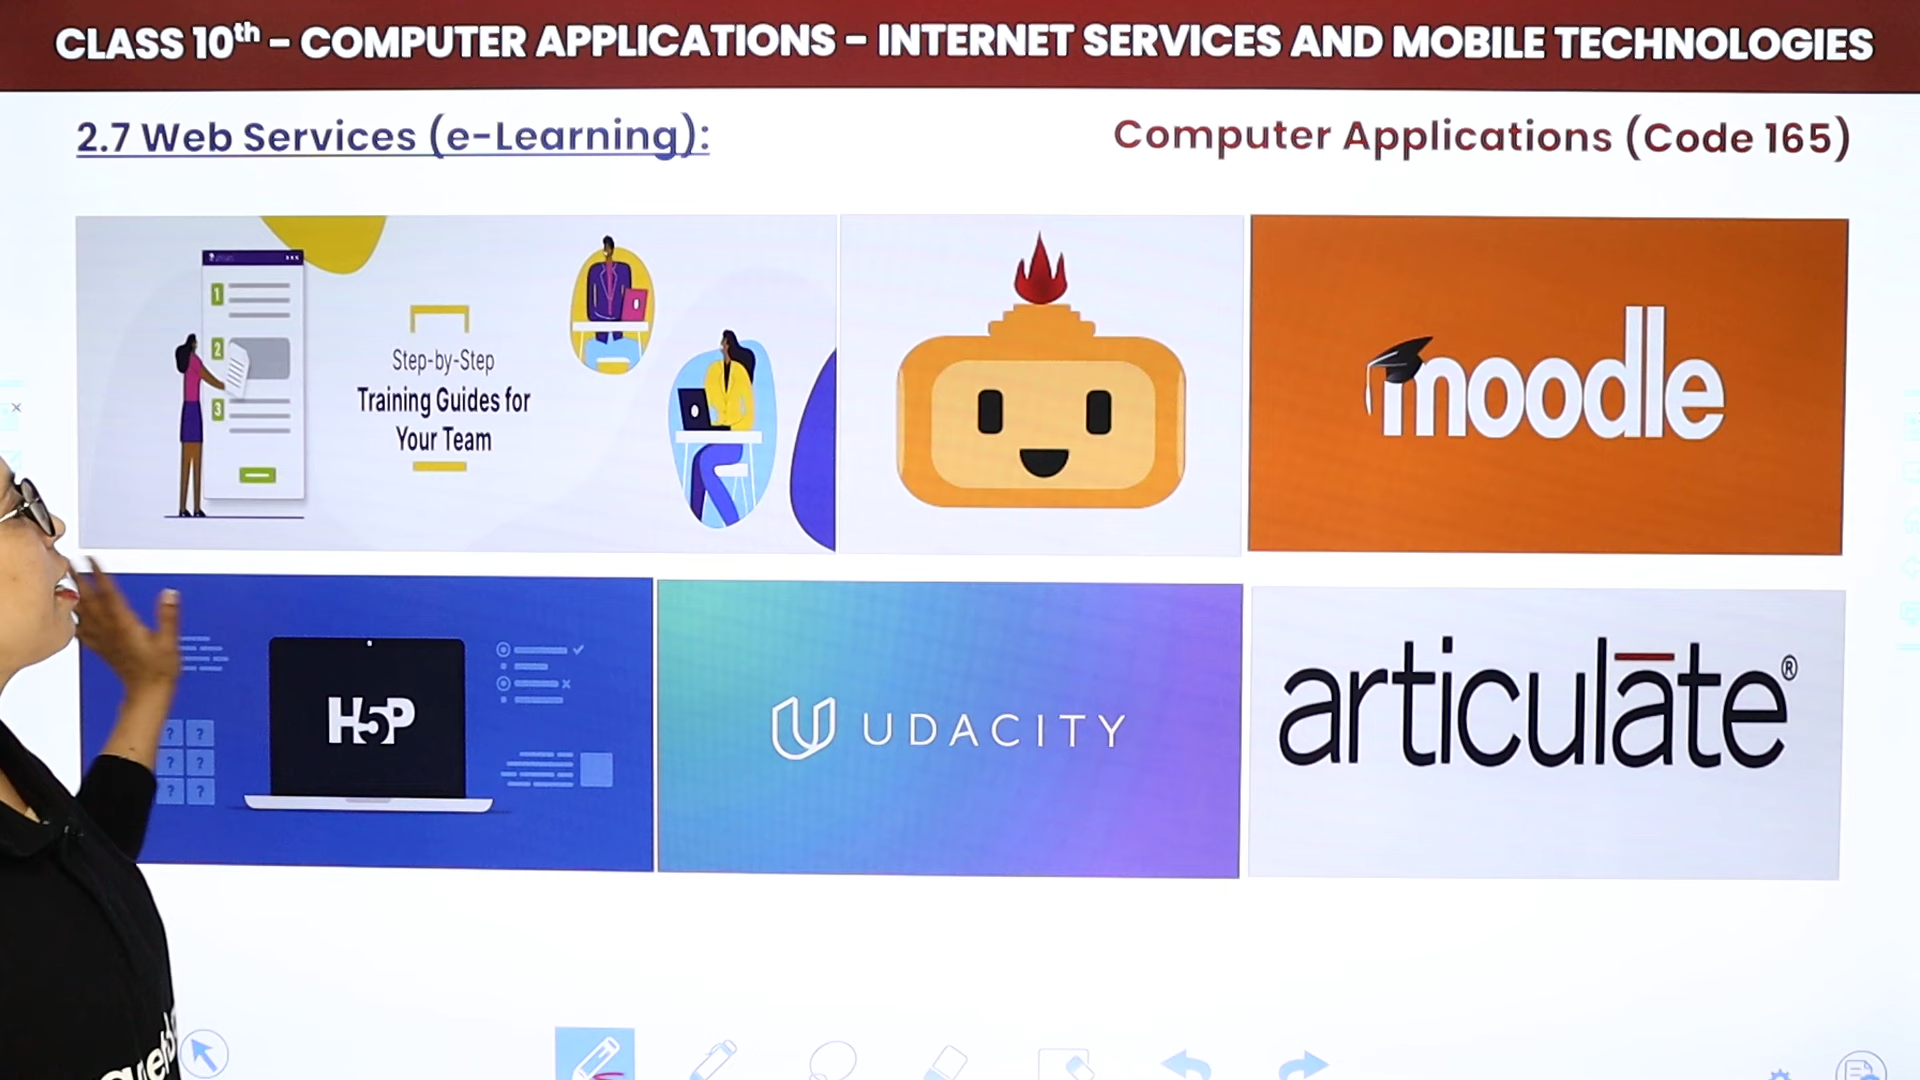 CLASS 10th - COMPUTER APPLICATIONS - INTERNET SERVICES AND MOBILE TECHNOLOGIES
2.7 Web Services (e-Learning):
Computer Applications (Code 165)
1
2
3
Step-by-Step
Training Guides for
Your Team
moodle
H5P
? ?
? ?
? ?
UDACITY
articulate®